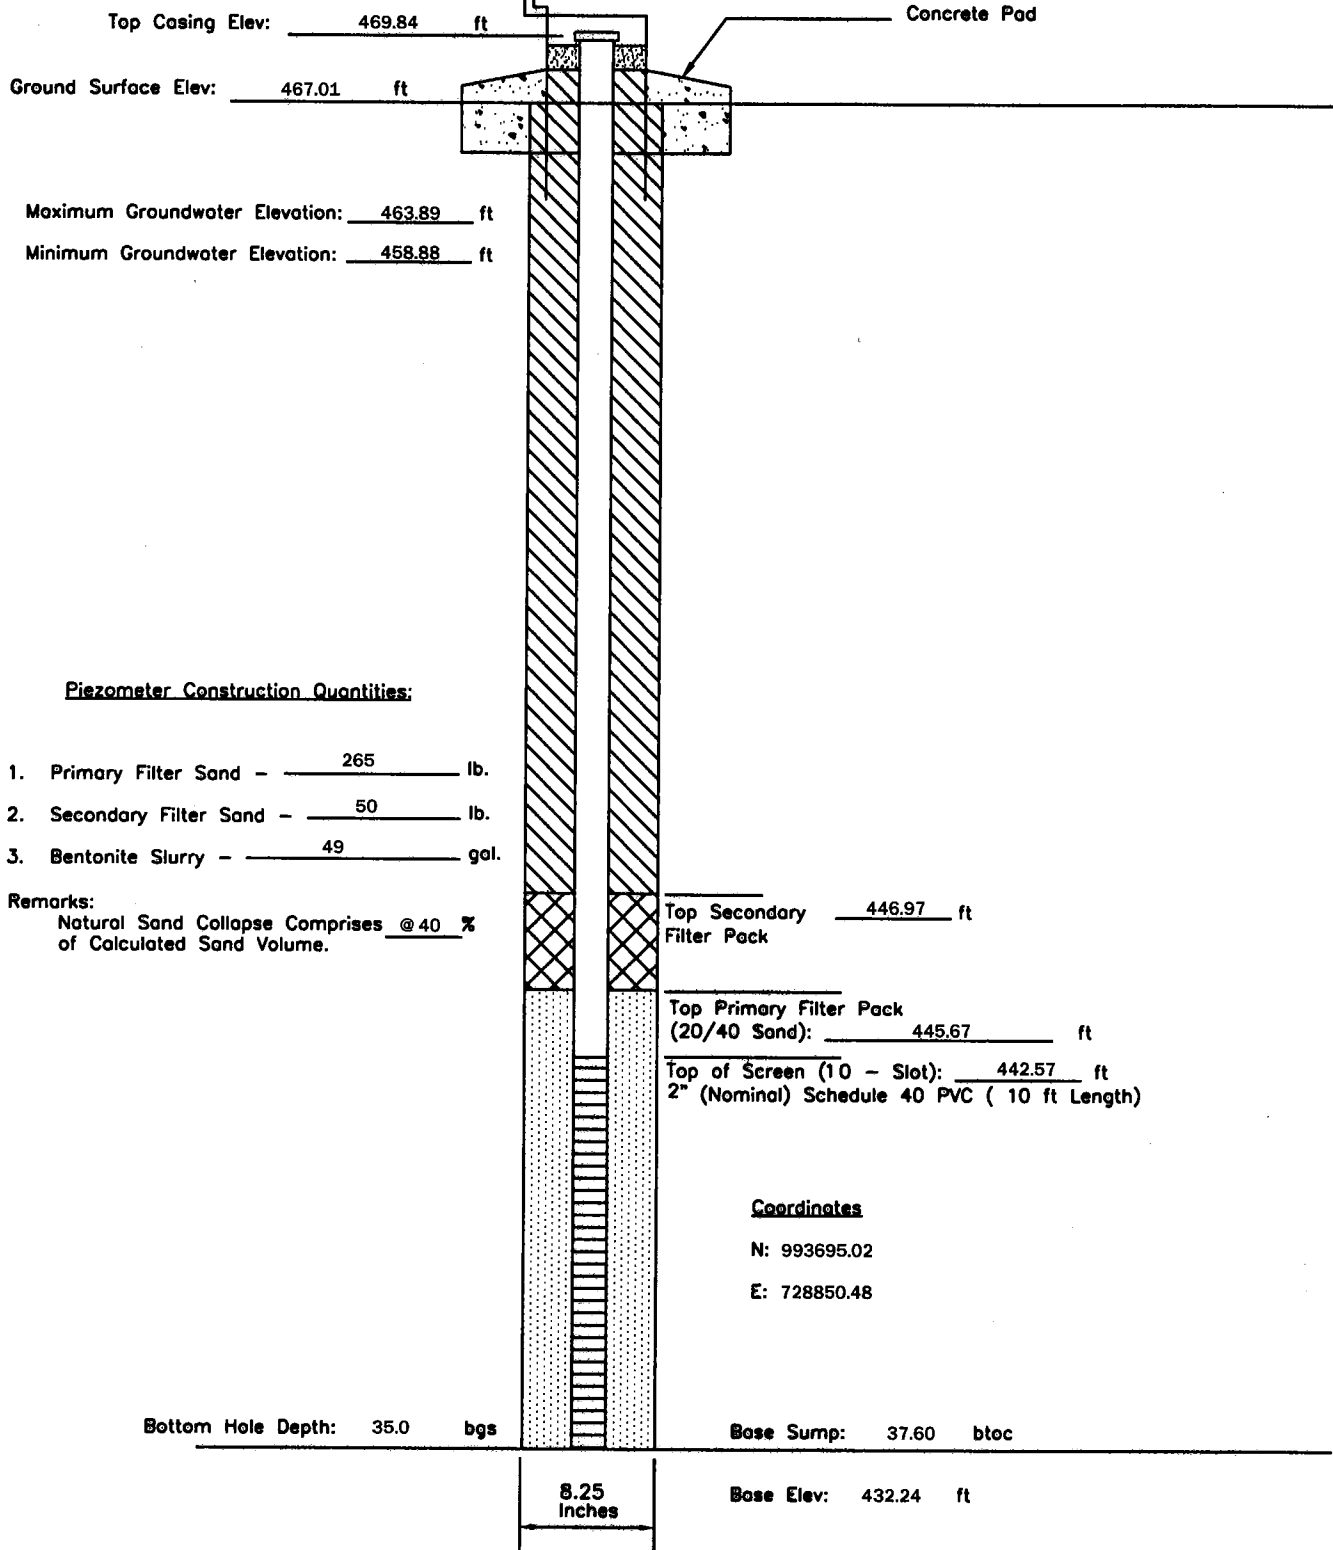 Concrete Pad
Top Casing Elev: 469.84 ft
Ground Surface Elev: 467.01 ft
Maximum Groundwater Elevation: 463.89 ft
Minimum Groundwater Elevation: 458.88 ft
Piezometer Construction Quantities:
1. Primary Filter Sand - 265 lb.
2. Secondary Filter Sand - 50 lb.
3. Bentonite Slurry - 49 gal.
Remarks:
Natural Sand Collapse Comprises @ 40 %
of Calculated Sand Volume.
Top Secondary 446.97 ft
Filter Pack
Top Primary Filter Pack
(20/40 Sand): 445.67 ft
Top of Screen (10 - Slot): 442.57 ft
2" (Nominal) Schedule 40 PVC ( 10 ft Length)
Coordinates
N: 993695.02
E: 728850.48
Bottom Hole Depth: 35.0 bgs
Base Sump: 37.60 btoc
8.25
Inches
Base Elev: 432.24 ft